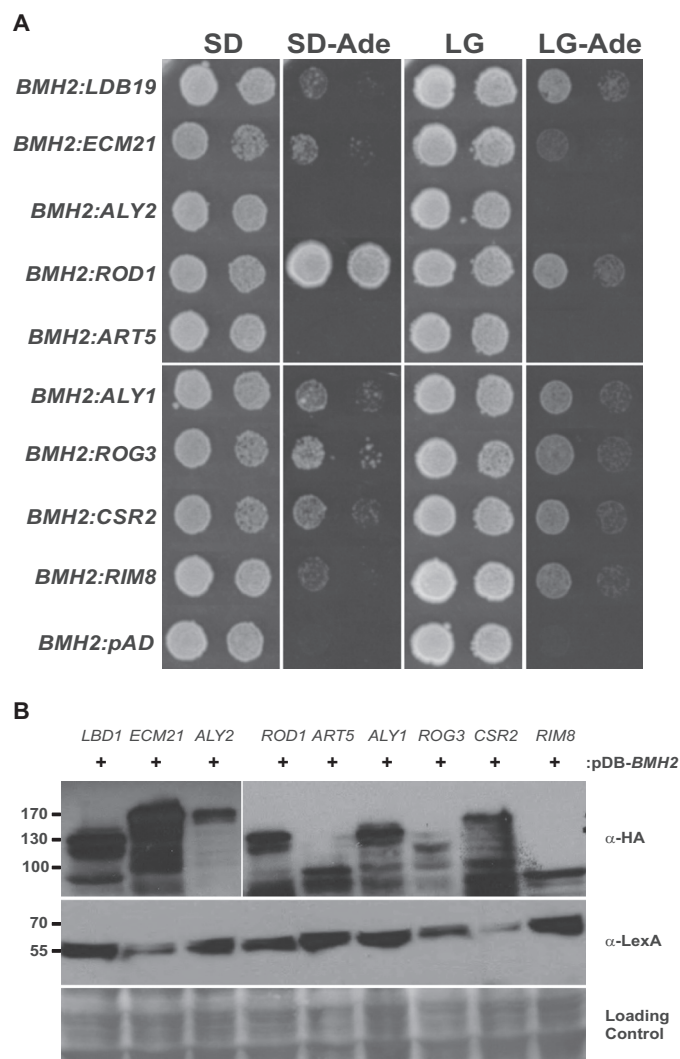 A
SD SD-Ade LG LG-Ade
BMH2:LDB19
BMH2:ECM21
BMH2:ALY2
BMH2:ROD1
BMH2:ART5
BMH2:ALY1
BMH2:ROG3
BMH2:CSR2
BMH2:RIM8
BMH2:pAD
B
LBD1 ECM21 ALY2 ROD1 ART5 ALY1 ROG3 CSR2 RIM8
+ + + + + + + + + :pDB-BMH2
170
130
100
α-HA
70
55
α-LexA
Loading
Control